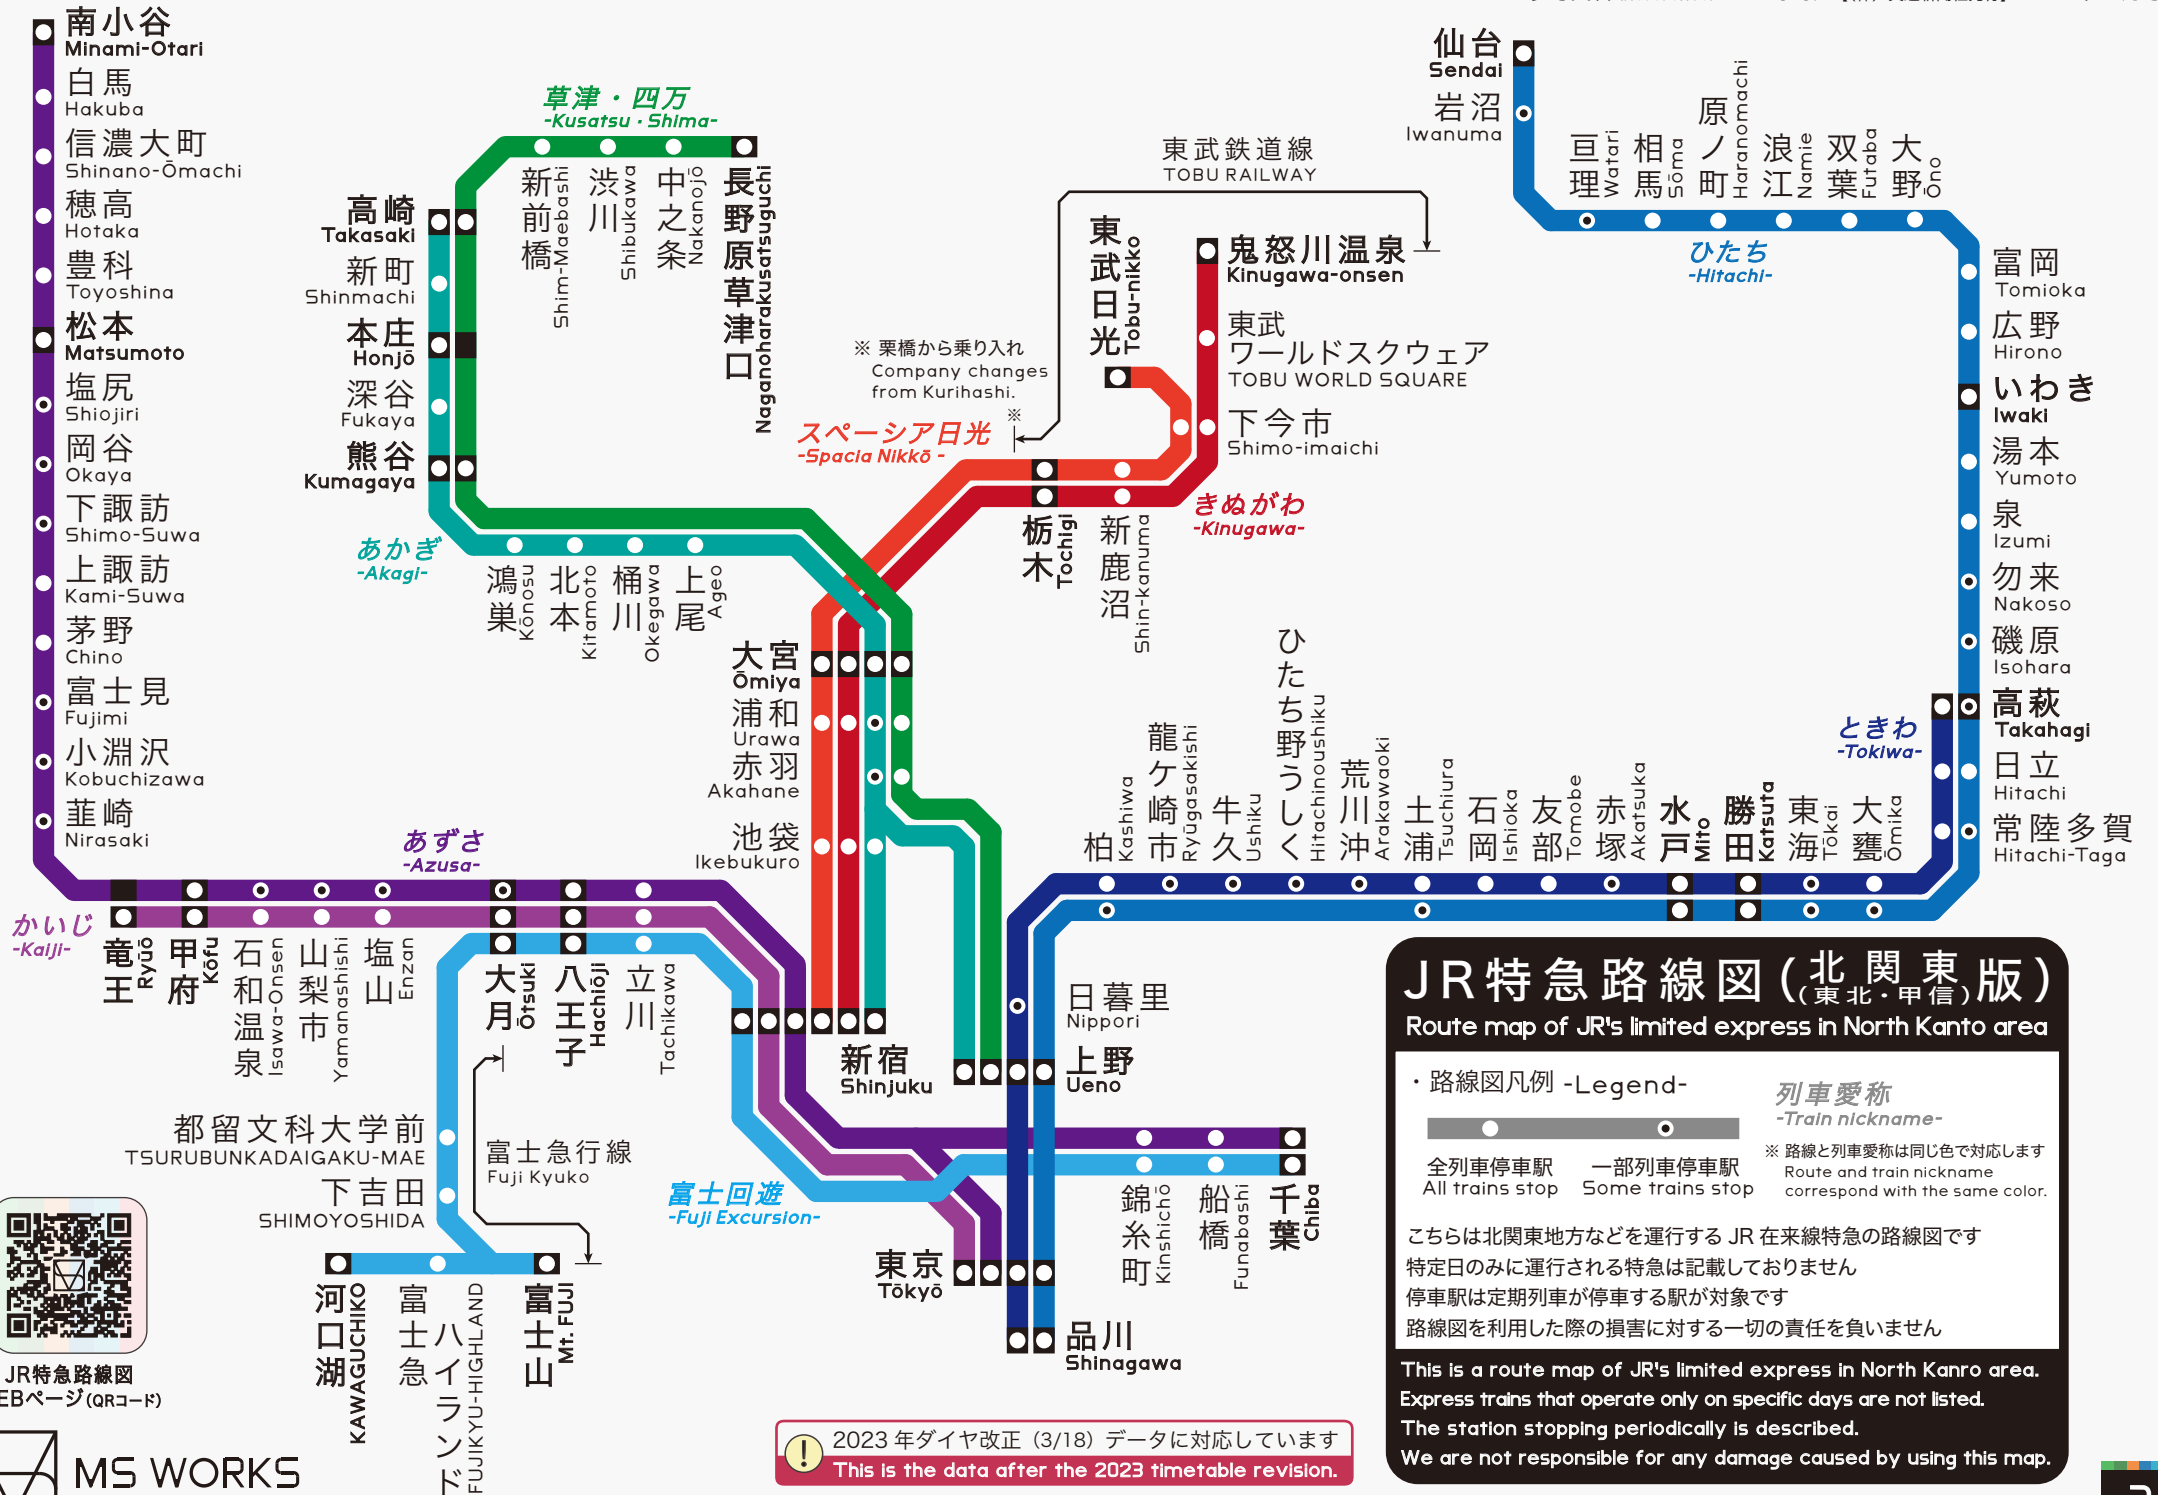 南小谷
Minami-Otari
白馬
Hakuba
信濃大町
Shinano-Ōmachi
穂高
Hotaka
豊科
Toyoshina
松本
Matsumoto
塩尻
Shiojiri
岡谷
Okaya
下諏訪
Shimo-Suwa
上諏訪
Kami-Suwa
茅野
Chino
富士見
Fujimi
小淵沢
Kobuchizawa
韮崎
Nirasaki
あずさ
-Azusa-
かいじ
-Kaiji-
竜王
Ryūō
甲府
Kōfu
石和温泉
Isawa-Onsen
山梨市
Yamanashishi
塩山
Enzan
大月
Ōtsuki
八王子
Hachiōji
立川
Tachikawa
草津・四万
-Kusatsu・Shima-
新前橋
Shim-Maebashi
渋川
Shibukawa
中之条
Nakanojō
長野原草津口
Naganoharakusatsuguchi
高崎
Takasaki
新町
Shinmachi
本庄
Honjō
深谷
Fukaya
熊谷
Kumagaya
あかぎ
-Akagi-
鴻巣
Kōnosu
北本
Kitamoto
桶川
Okegawa
上尾
Ageo
大宮
Ōmiya
浦和
Urawa
赤羽
Akahane
池袋
Ikebukuro
新宿
Shinjuku
東武鉄道線
TOBU RAILWAY
※ 栗橋から乗り入れ
Company changes
from Kurihashi.
※
スペーシア日光
-Spacia Nikkō -
東武日光
Tobu-nikko
鬼怒川温泉
Kinugawa-onsen
東武
ワールドスクウェア
TOBU WORLD SQUARE
下今市
Shimo-imaichi
きぬがわ
-Kinugawa-
栃木
Tochigi
新鹿沼
Shin-kanuma
仙台
Sendai
岩沼
Iwanuma
亘理
Watari
相馬
Sōma
原ノ町
Haranomachi
浪江
Namie
双葉
Futaba
大野
Ōno
ひたち
-Hitachi-
富岡
Tomioka
広野
Hirono
いわき
Iwaki
湯本
Yumoto
泉
Izumi
勿来
Nakoso
磯原
Isohara
高萩
Takahagi
ときわ
-Tokiwa-
日立
Hitachi
常陸多賀
Hitachi-Taga
柏
Kashiwa
龍ケ崎市
Ryūgasakishi
牛久
Ushiku
ひたち野うしく
Hitachinoushiku
荒川沖
Arakawaoki
土浦
Tsuchiura
石岡
Ishioka
友部
Tomobe
赤塚
Akatsuka
水戸
Mito
勝田
Katsuta
東海
Tōkai
大甕
Ōmika
日暮里
Nippori
上野
Ueno
富士回遊
-Fuji Excursion-
錦糸町
Kinshichō
船橋
Funabashi
千葉
Chiba
東京
Tōkyō
品川
Shinagawa
都留文科大学前
TSURUBUNKADAIGAKU-MAE
下吉田
SHIMOYOSHIDA
富士急行線
Fuji Kyuko
河口湖
KAWAGUCHIKO
富士急
ハイランド
FUJIKYU-HIGHLAND
富士山
Mt. FUJI
JR特急路線図
EBページ(QRコード)
MS WORKS
JR特急路線図(北関東版)
(東北・甲信)
Route map of JR's limited express in North Kanto area
・路線図凡例 -Legend-
列車愛称
-Train nickname-
全列車停車駅
All trains stop
一部列車停車駅
Some trains stop
※ 路線と列車愛称は同じ色で対応します
Route and train nickname
correspond with the same color.
こちらは北関東地方などを運行する JR 在来線特急の路線図です
特定日のみに運行される特急は記載しておりません
停車駅は定期列車が停車する駅が対象です
路線図を利用した際の損害に対する一切の責任を負いません
This is a route map of JR's limited express in North Kanro area.
Express trains that operate only on specific days are not listed.
The station stopping periodically is described.
We are not responsible for any damage caused by using this map.
2023 年ダイヤ改正（3/18）データに対応しています
This is the data after the 2023 timetable revision.